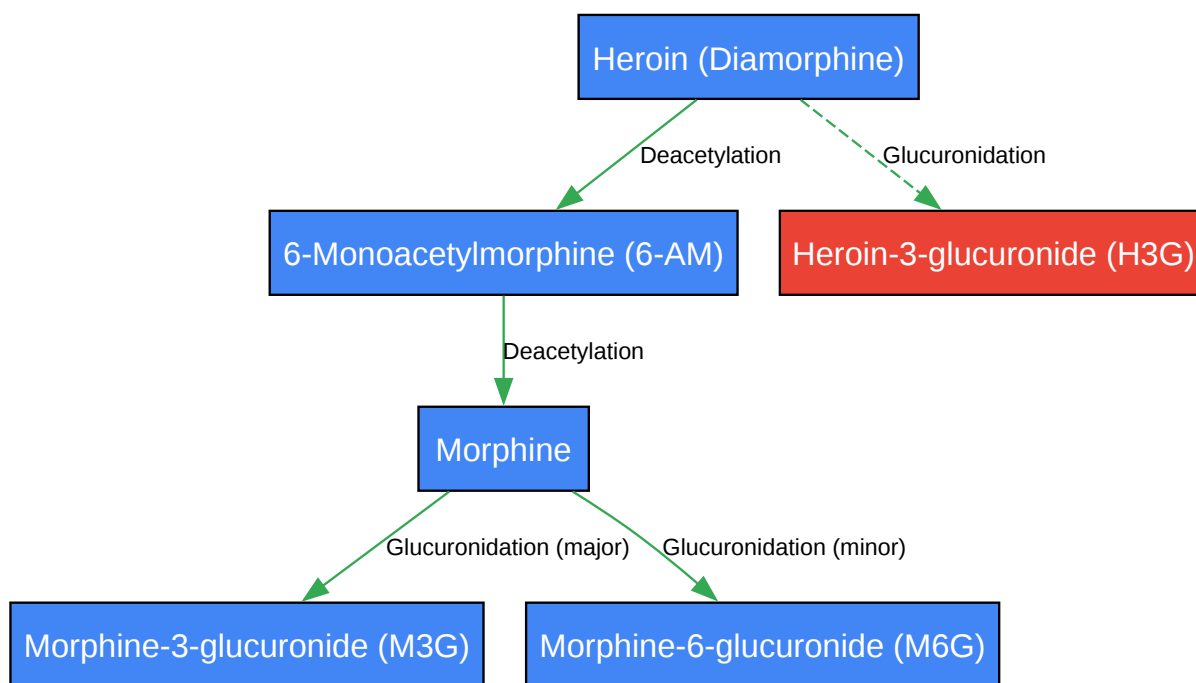 Heroin (Diamorphine)
Deacetylation
Glucuronidation
6-Monoacetylmorphine (6-AM)
Heroin-3-glucuronide (H3G)
Deacetylation
Morphine
Glucuronidation (major)
Glucuronidation (minor)
Morphine-3-glucuronide (M3G)
Morphine-6-glucuronide (M6G)